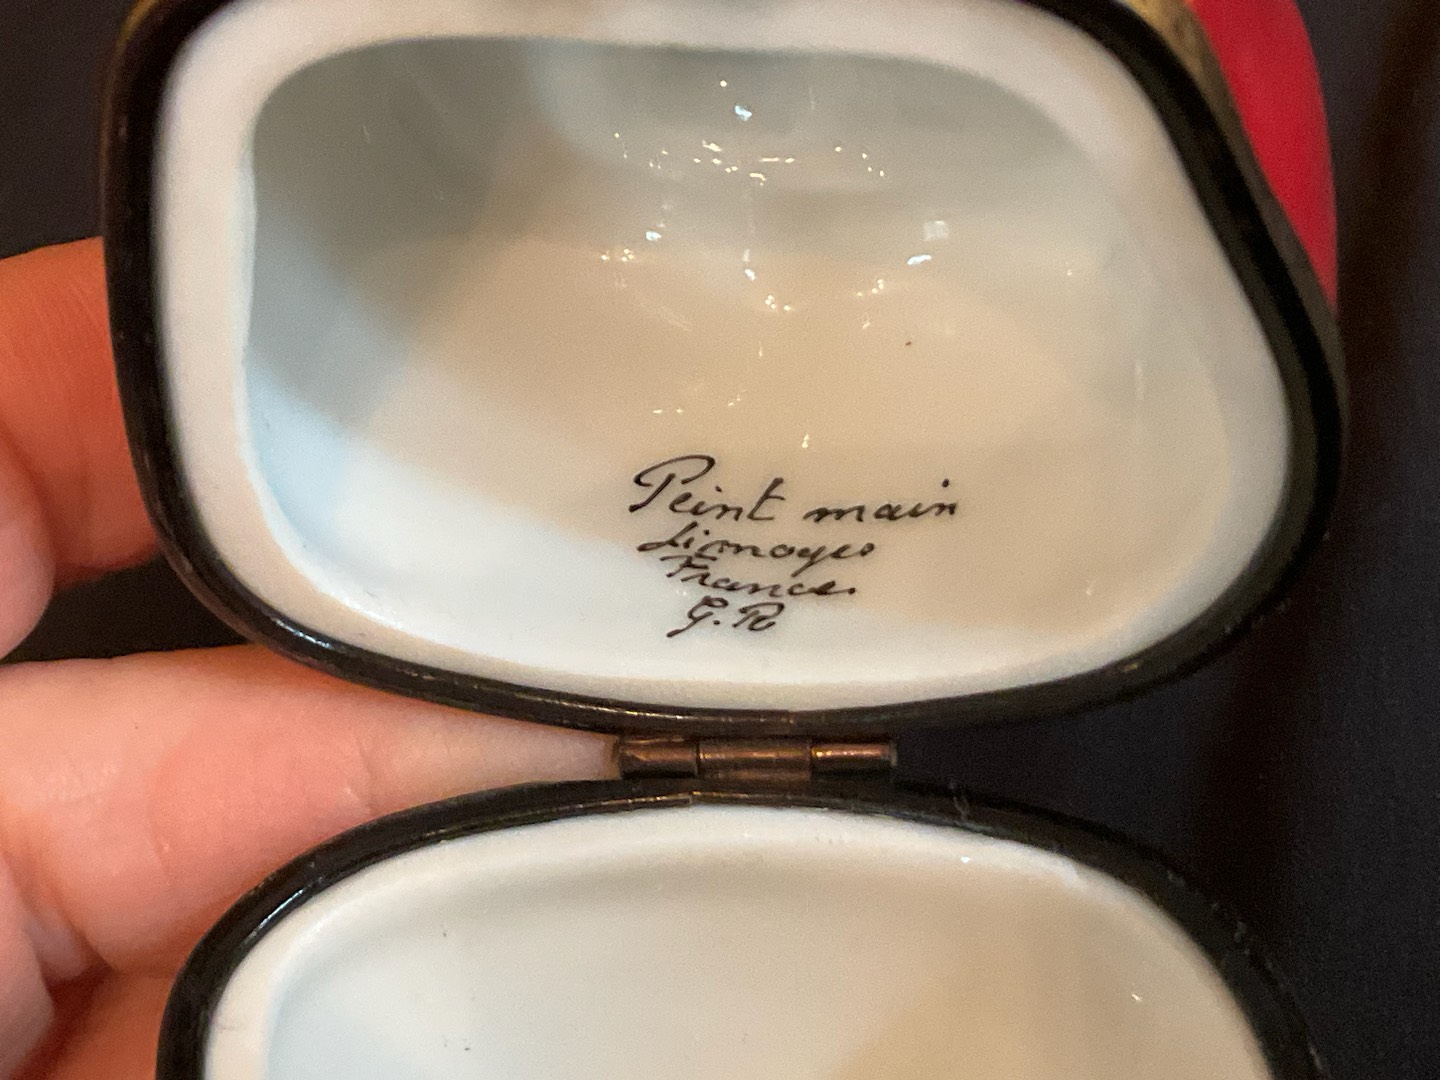 Peint main
Limoges
France.
G.R